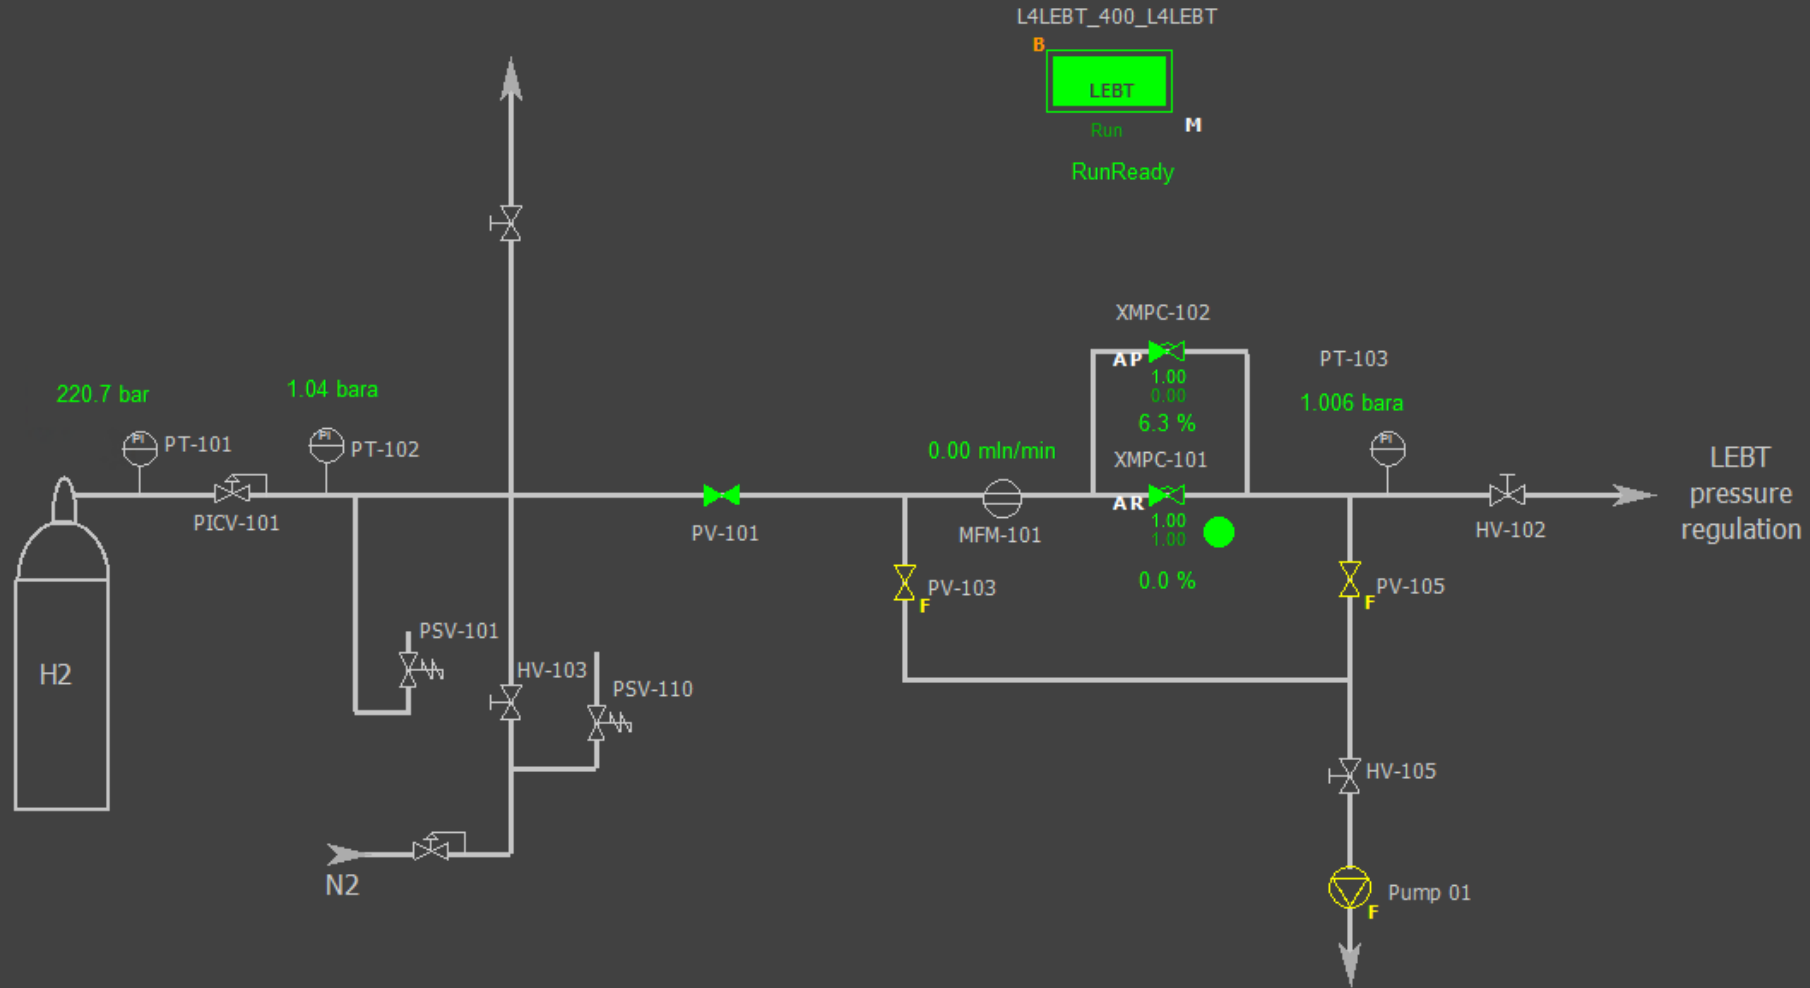 L4LEBT_400_L4LEBT
B
LEBT
Run
M
RunReady
XMPC-102
AP
1.00
0.00
6.3 %
PT-103
1.006 bara
220.7 bar
1.04 bara
PI
PT-101
PI
PT-102
PICV-101
PV-101
0.00 mln/min
MFM-101
XMPC-101
AR
1.00
1.00
0.0 %
PI
HV-102
LEBT
pressure
regulation
PV-103
F
PV-105
F
PSV-101
HV-103
PSV-110
H2
HV-105
N2
Pump 01
F